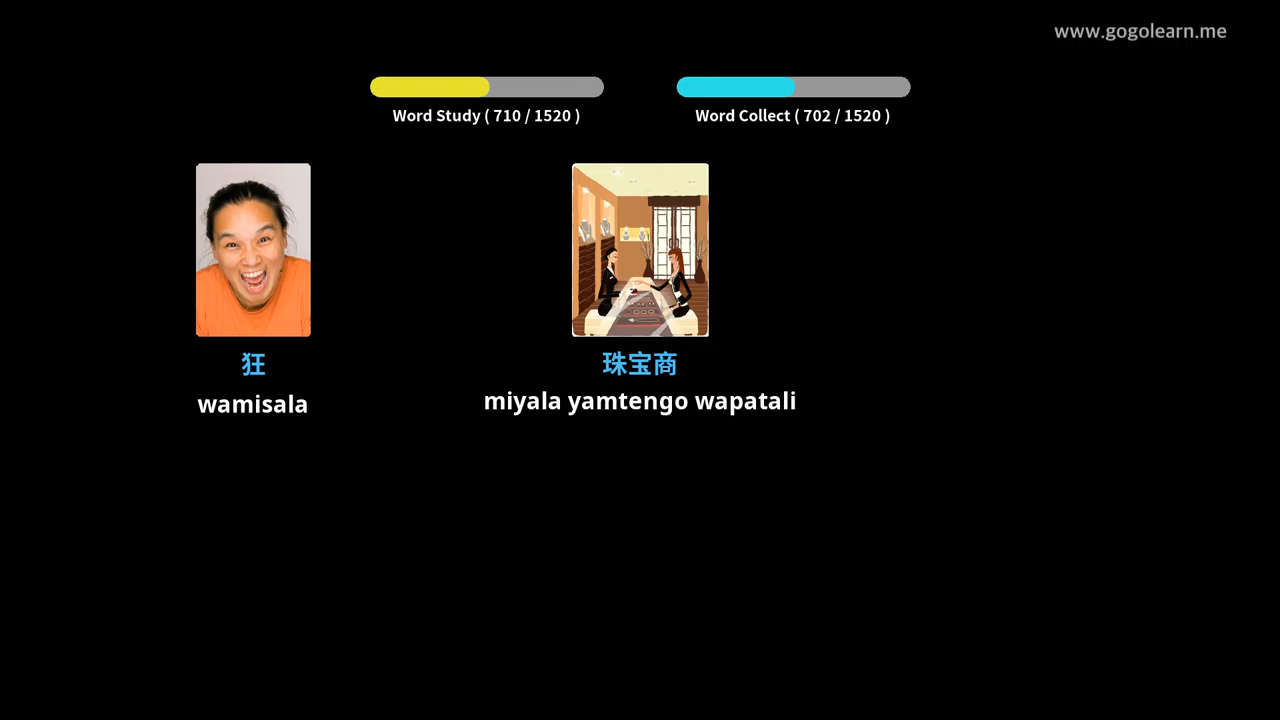 www.gogolearn.me
Word Study ( 710 / 1520 )
Word Collect ( 702 / 1520 )
狂
wamisala
珠宝商
miyala yamtengo wapatali